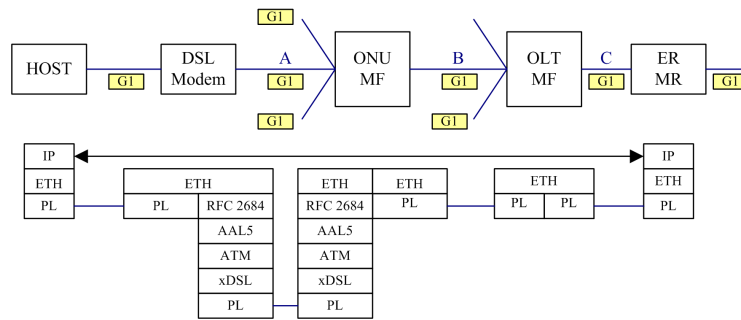 G1
HOST
DSL
Modem
A
ONU
MF
B
OLT
MF
C
ER
MR
G1
G1
G1
G1
G1
G1
G1
IP
IP
ETH
ETH
ETH
ETH
ETH
ETH
PL
PL
RFC 2684
RFC 2684
PL
PL
PL
PL
AAL5
AAL5
ATM
ATM
xDSL
xDSL
PL
PL